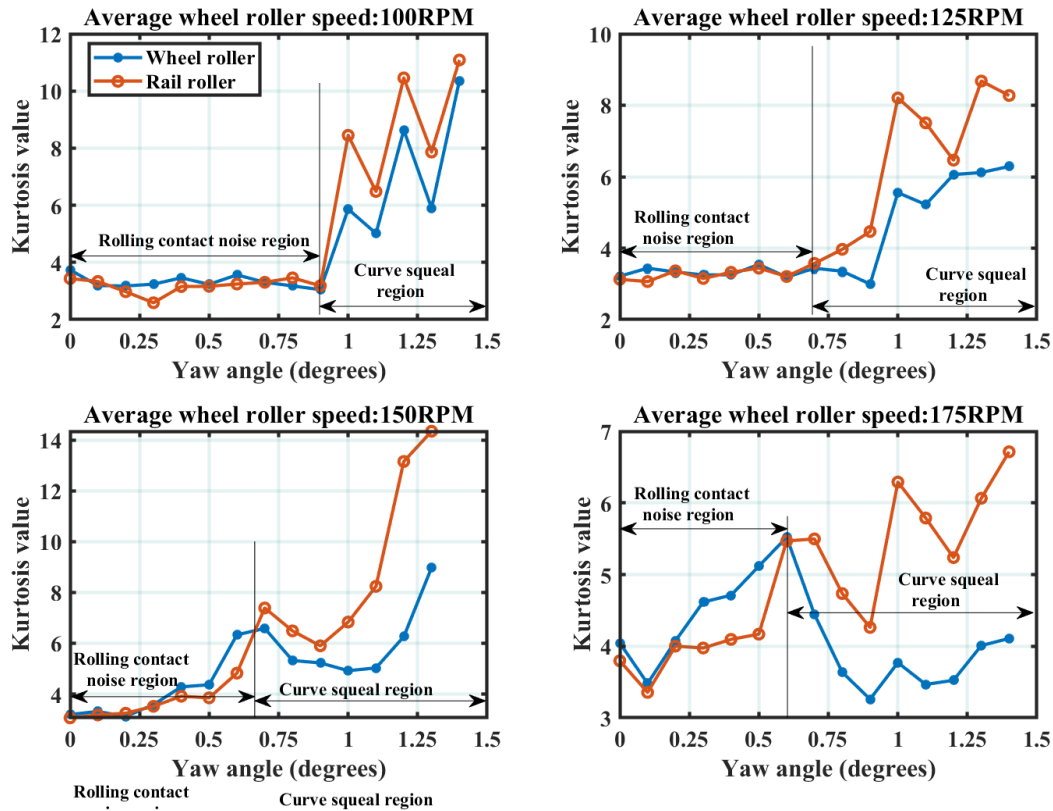 Average wheel roller speed:100RPM
Kurtosis value
12
10
8
6
4
2
Wheel roller
Rail roller
Rolling contact noise region
Curve squeal
region
0 0.25 0.5 0.75 1 1.25 1.5
Yaw angle (degrees)
Average wheel roller speed:125RPM
Kurtosis value
10
8
6
4
2
Rolling contact
noise region
Curve squeal
region
0 0.25 0.5 0.75 1 1.25 1.5
Yaw angle (degrees)
Average wheel roller speed:150RPM
Kurtosis value
14
12
10
8
6
4
Rolling contact
noise region
Curve squeal region
0 0.25 0.5 0.75 1 1.25 1.5
Yaw angle (degrees)
Rolling contact
Curve squeal region
Average wheel roller speed:175RPM
Kurtosis value
7
6
5
4
3
Rolling contact
noise region
Curve squeal
region
0 0.25 0.5 0.75 1 1.25 1.5
Yaw angle (degrees)